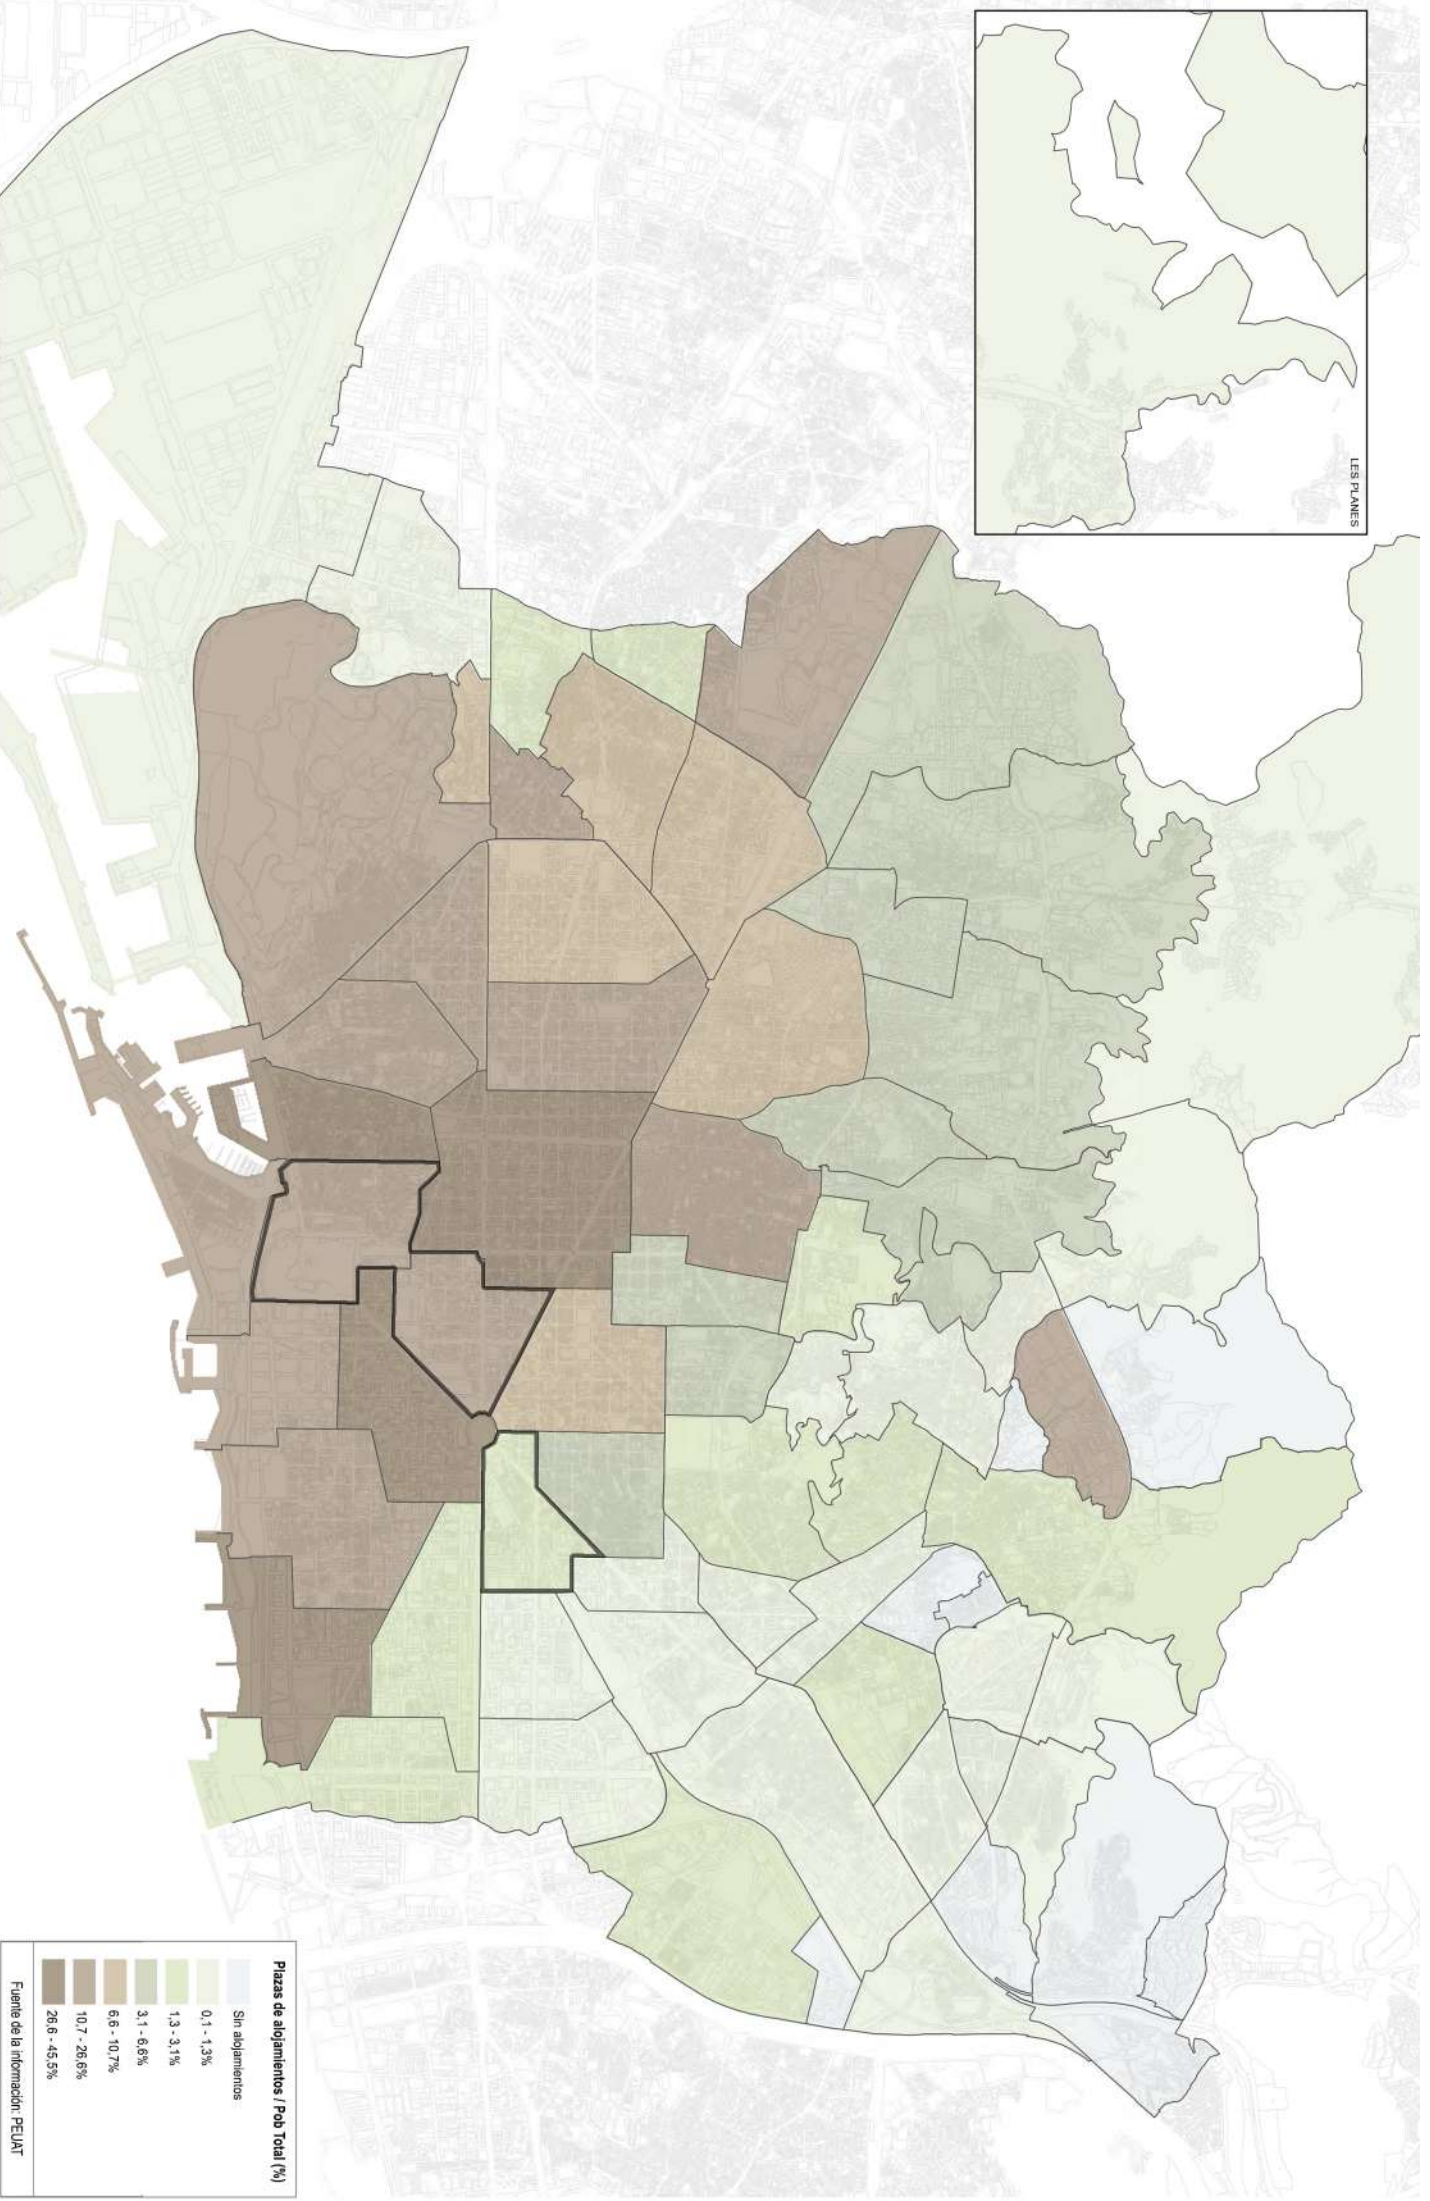 LES PLANES
Plazas de alojamientos / Pob Total (%)
Sin alojamientos
0,1 - 1,3%
1,3 - 3,1%
3,1 - 6,6%
6,6 - 10,7%
10,7 - 26,6%
26,6 - 45,5%
Fuente de la información: PEUAT